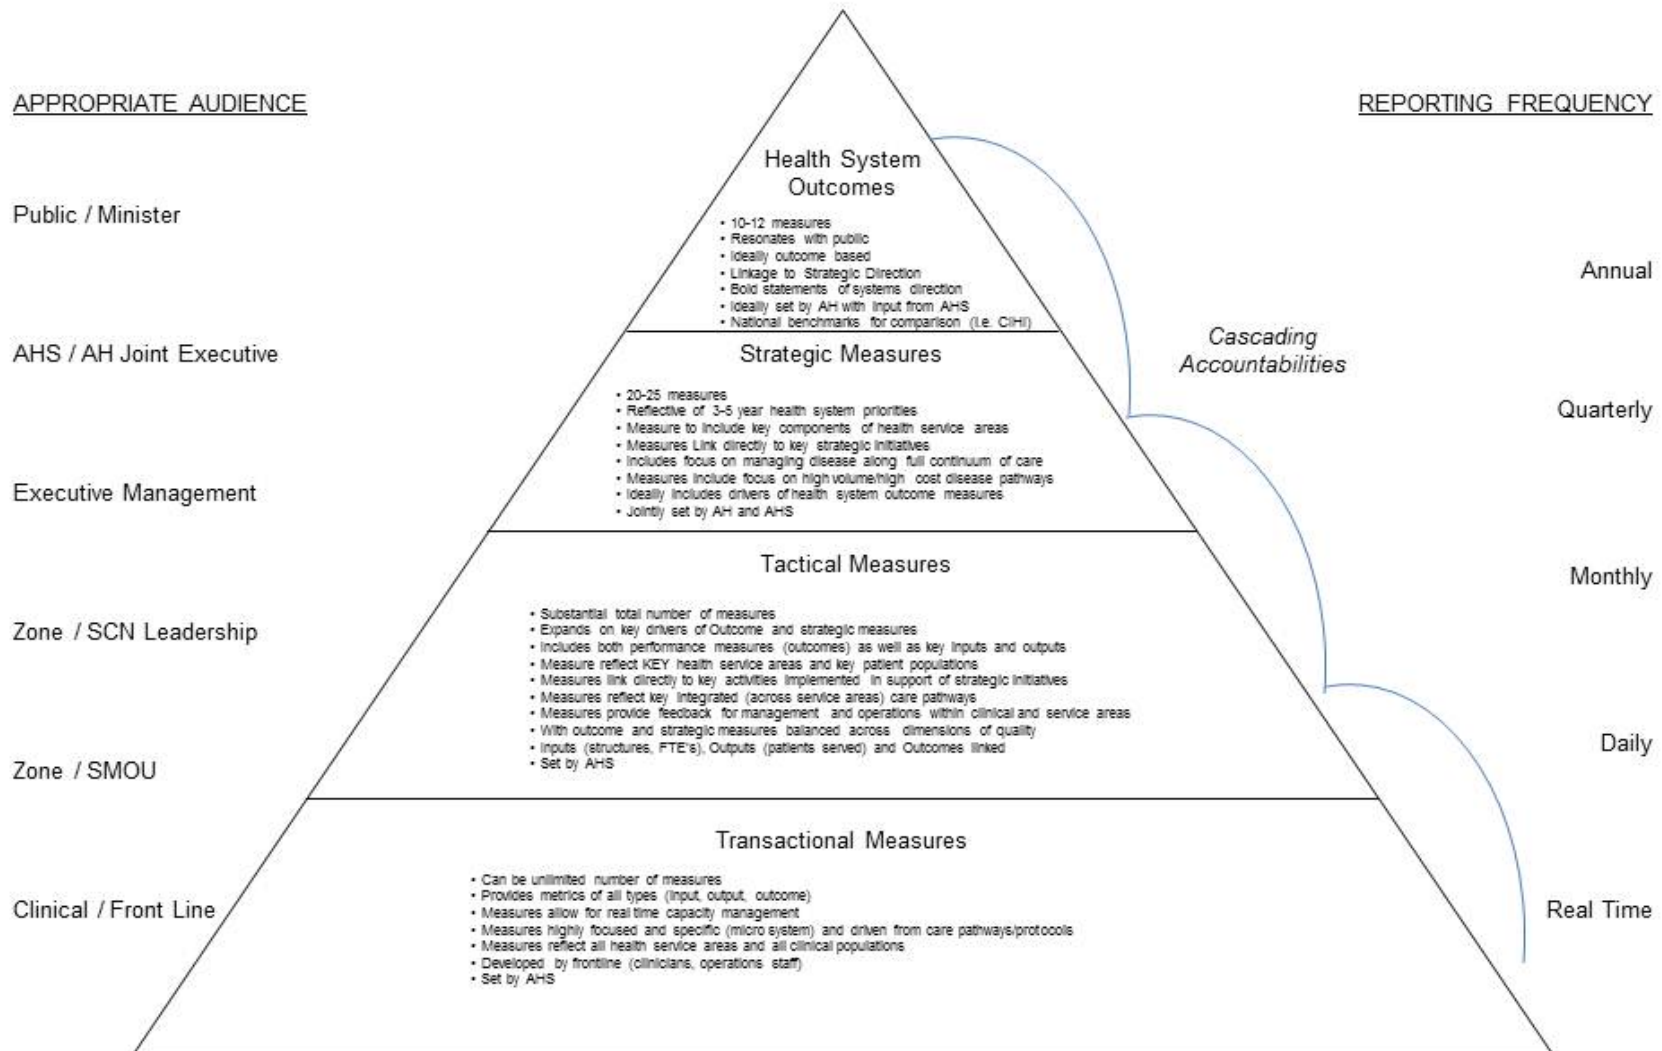 APPROPRIATE AUDIENCE
Public / Minister
AHS / AH Joint Executive
Executive Management
Zone / SCN Leadership
Zone / SMOU
Clinical / Front Line
Health System
Outcomes
• 10-12 measures
• Resonates with public
• Ideally outcome based
• Linkage to Strategic Direction
• Bold statements of systems direction
• Ideally set by AH with input from AHS
• National benchmarks for comparison (i.e. CIHI)
Strategic Measures
• 20-25 measures
• Reflective of 3-5 year health system priorities
• Measure to include key components of health service areas
• Measures Link directly to key strategic initiatives
• Includes focus on managing disease along full continuum of care
• Measures include focus on high volume/high cost disease pathways
• Ideally includes drivers of health system outcome measures
• Jointly set by AH and AHS
Tactical Measures
• Substantial total number of measures
• Expands on key drivers of Outcome and strategic measures
• Includes both performance measures (outcomes) as well as key inputs and outputs
• Measure reflect KEY health service areas and key patient populations
• Measures link directly to key activities implemented in support of strategic initiatives
• Measures reflect key integrated (across service areas) care pathways
• Measures provide feedback for management and operations within clinical and service areas
• With outcome and strategic measures balanced across dimensions of quality
• Inputs (structures, FTE's), Outputs (patients served) and Outcomes linked
• Set by AHS
Transactional Measures
• Can be unlimited number of measures
• Provides metrics of all types (input, output, outcome)
• Measures allow for real time capacity management
• Measures highly focused and specific (micro system) and driven from care pathways/protocols
• Measures reflect all health service areas and all clinical populations
• Developed by frontline (clinicians, operations staff)
• Set by AHS
Cascading
Accountabilities
REPORTING FREQUENCY
Annual
Quarterly
Monthly
Daily
Real Time